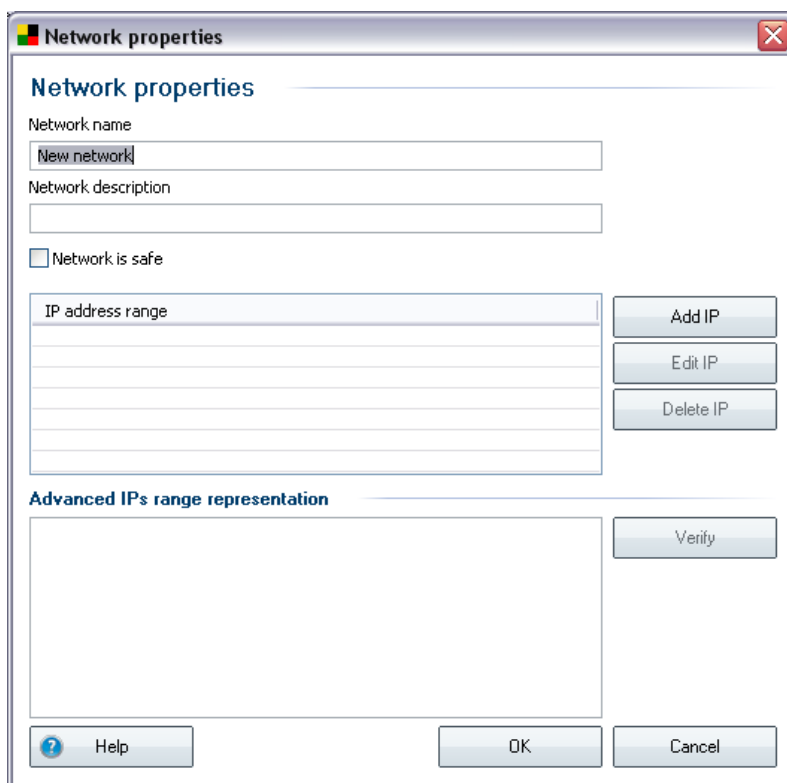 Network properties
Network properties
Network name
New network
Network description
Network is safe
IP address range
Add IP
Edit IP
Delete IP
Advanced IPs range representation
Verify
? Help
OK
Cancel